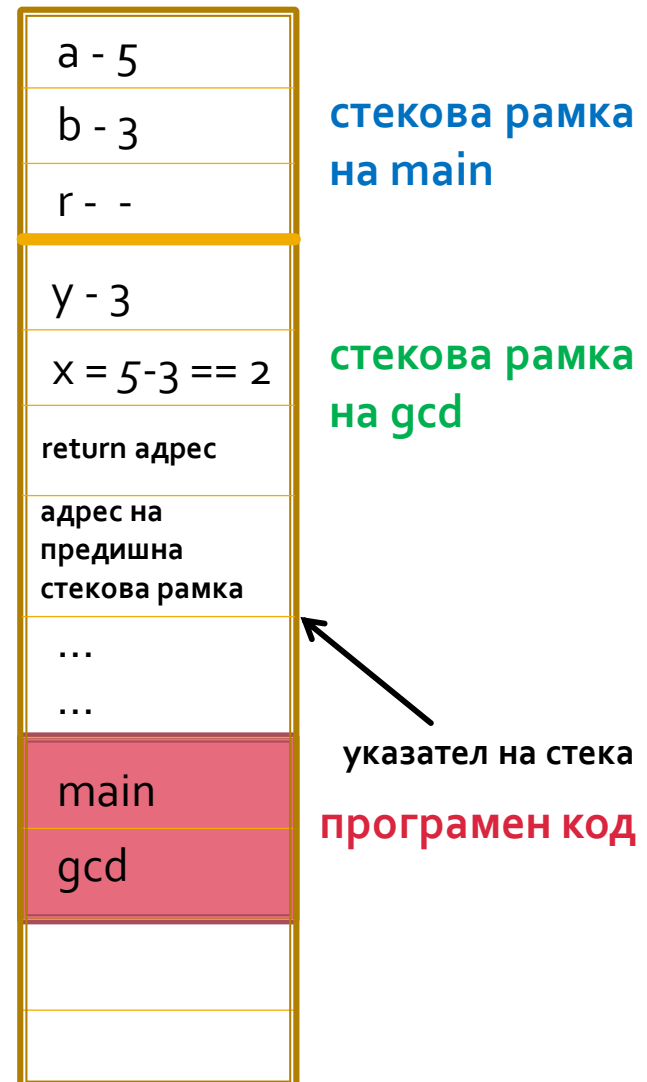 a - 5
b - 3
r - -
стекова рамка
на main
y - 3
x = 5-3 == 2
return адрес
адрес на
предишна
стекова рамка
стекова рамка
на gcd
...
...
указател на стека
main
gcd
програмен код